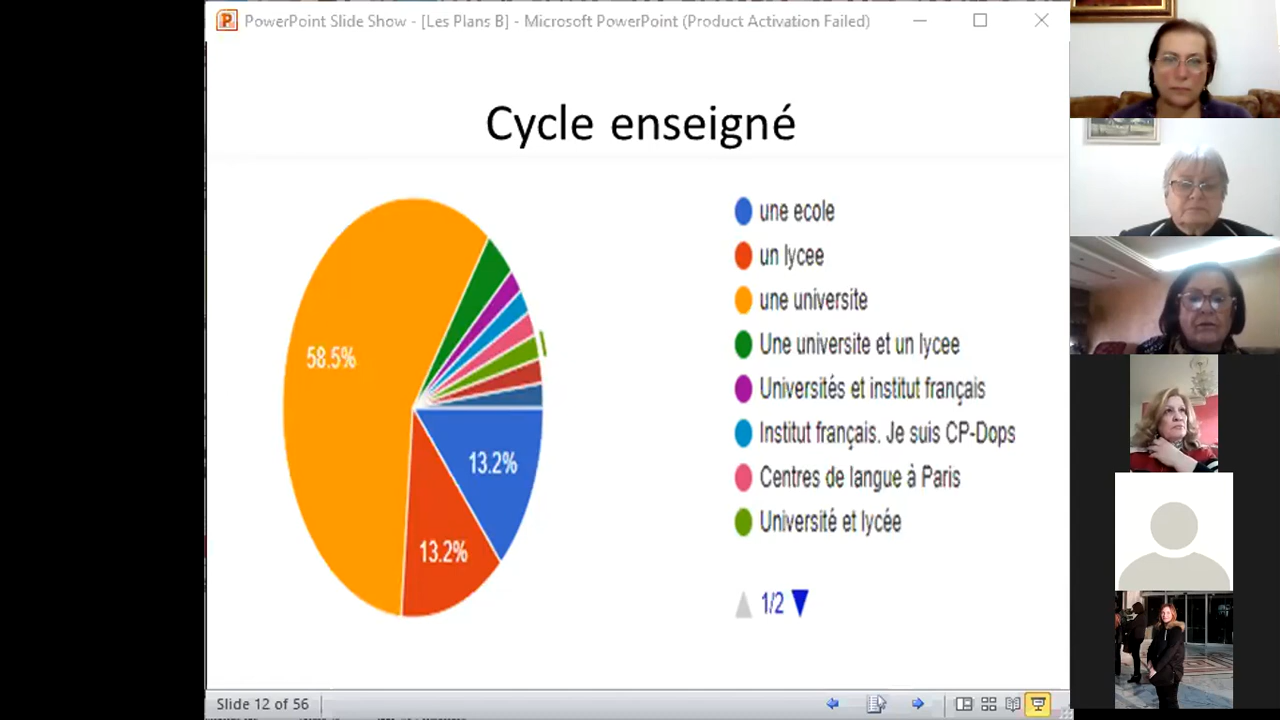 PowerPoint Slide Show - [Les Plans B] - Microsoft PowerPoint (Product Activation Failed)
Cycle enseigné
58.5%
13.2%
13.2%
une ecole
un lycee
une universite
Une universite et un lycee
Universités et institut français
Institut français. Je suis CP-Dops
Centres de langue à Paris
Université et lycée
1/2
Slide 12 of 56